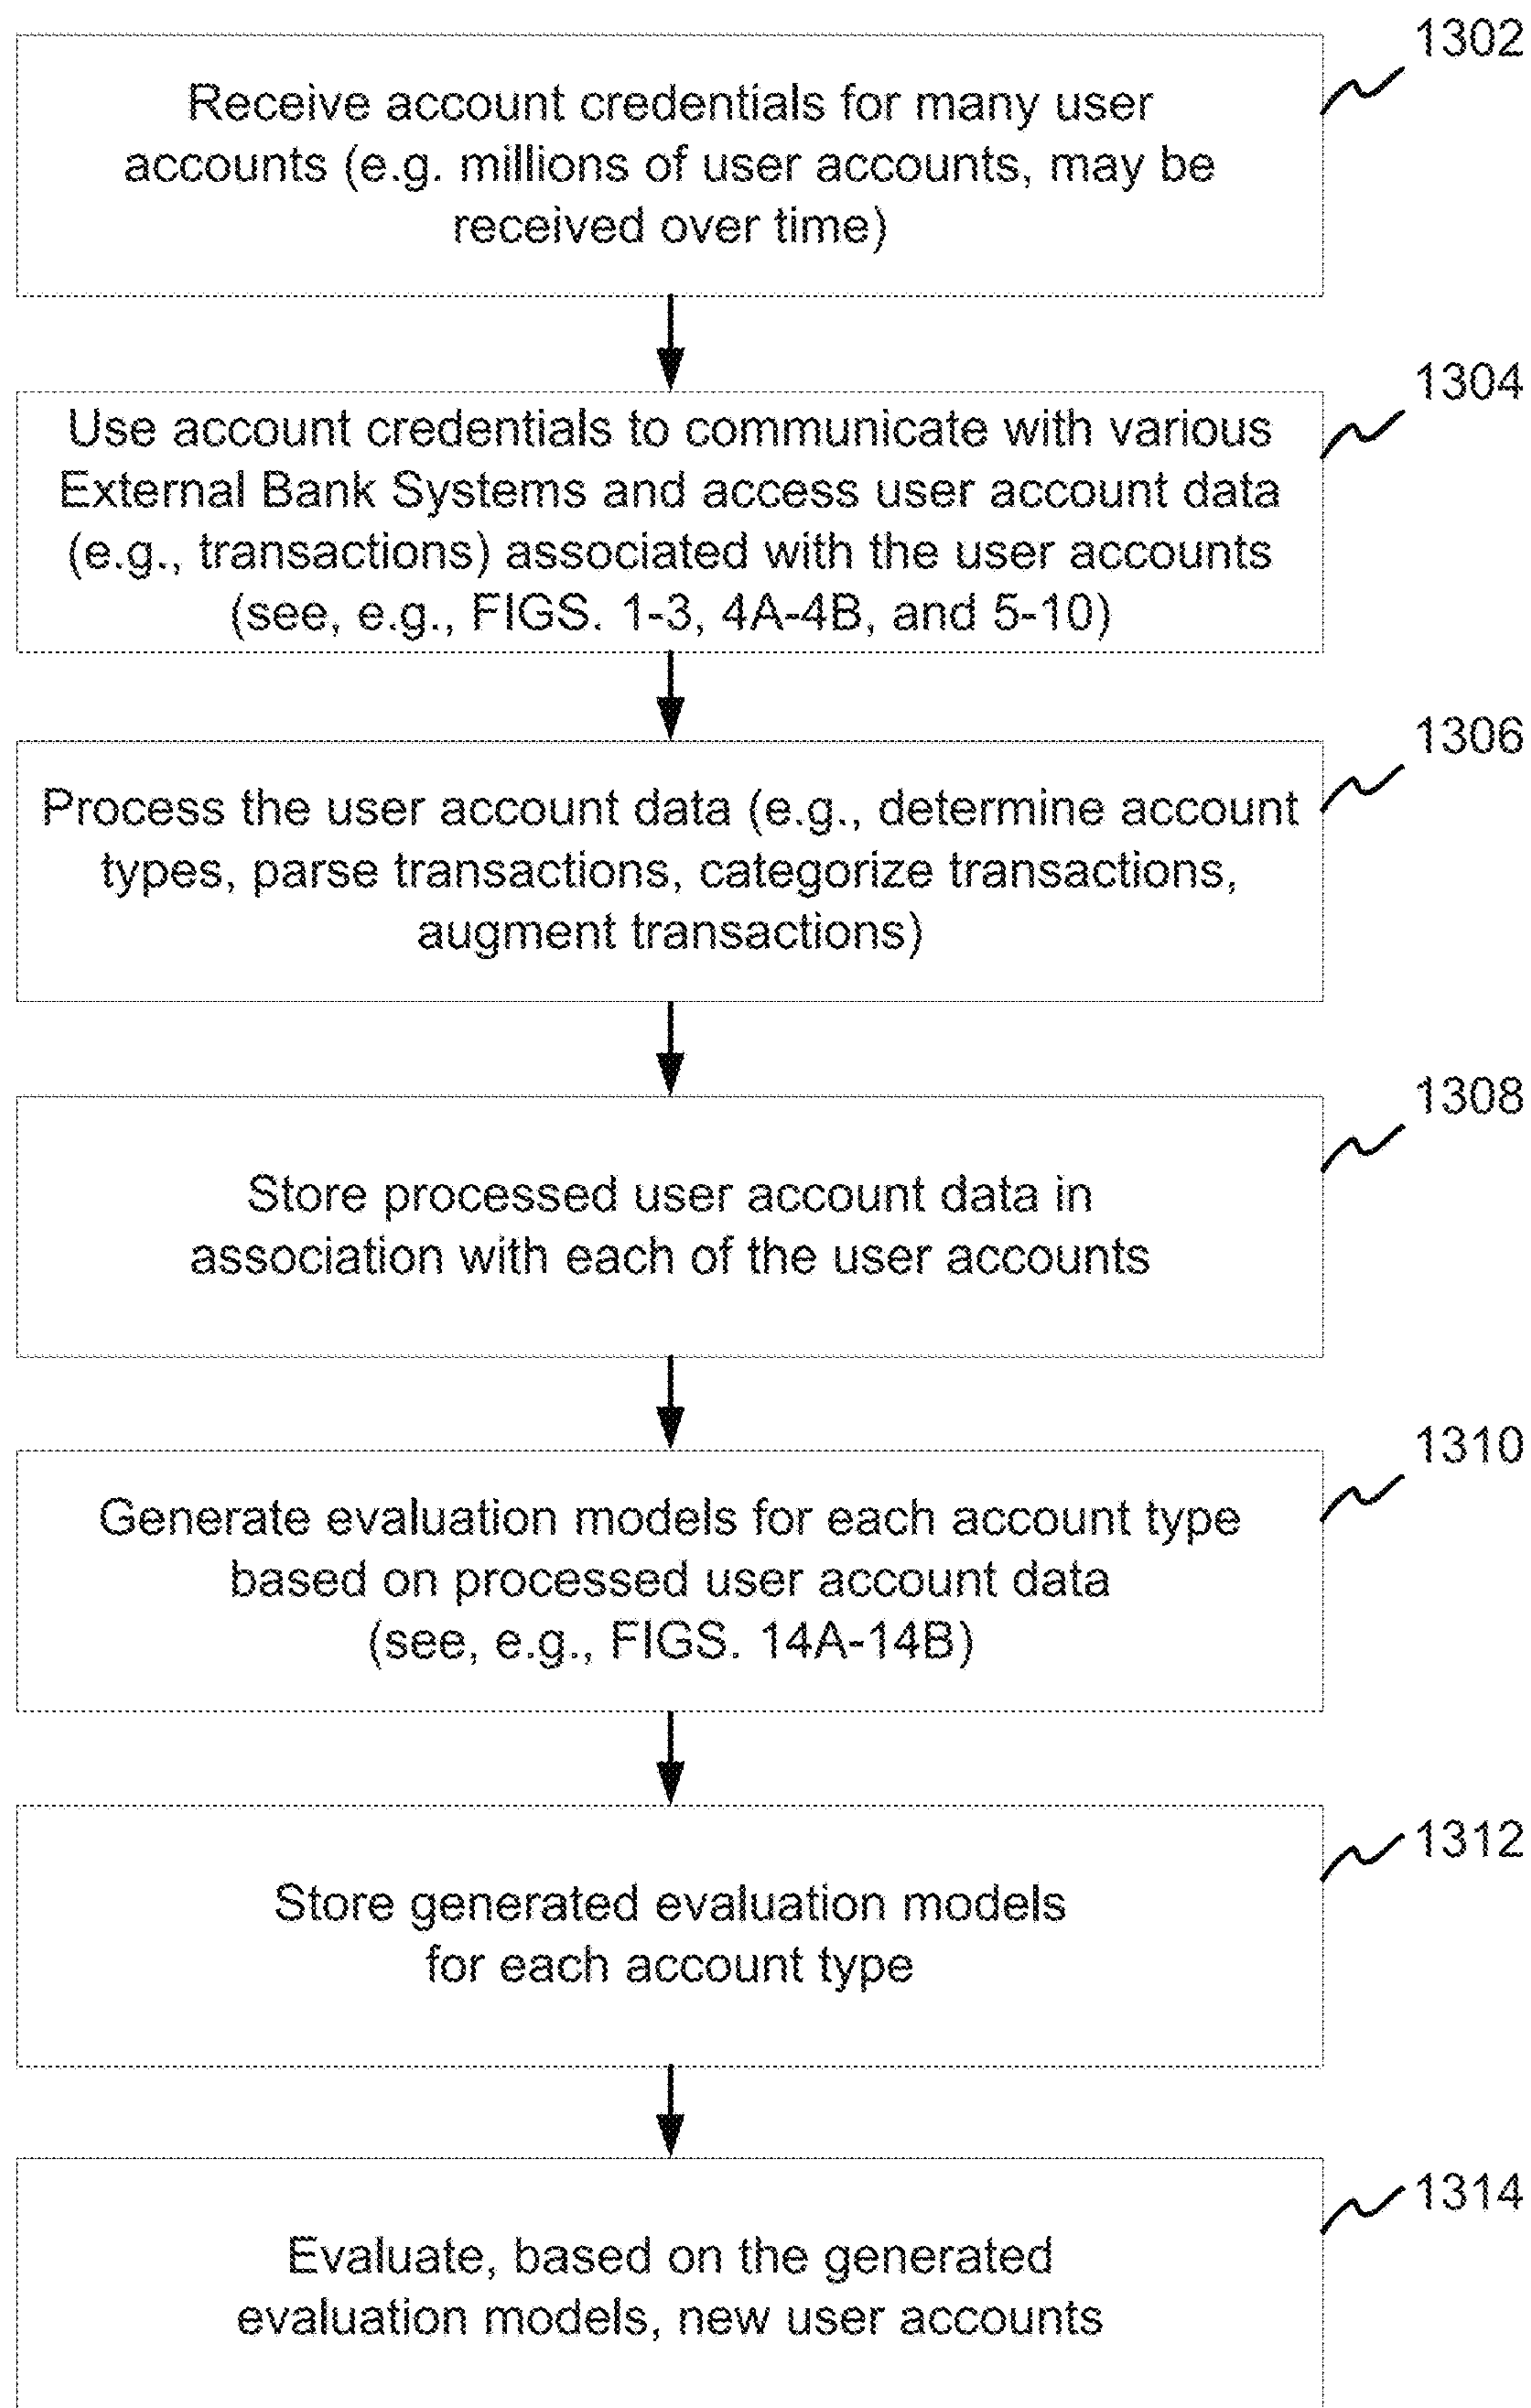 1302
Receive account credentials for many user
accounts (e.g. millions of user accounts, may be
received over time)
1304
Use account credentials to communicate with various
External Bank Systems and access user account data
(e.g., transactions) associated with the user accounts
(see, e.g., FIGS. 1-3, 4A-4B, and 5-10)
1306
Process the user account data (e.g., determine account
types, parse transactions, categorize transactions,
augment transactions)
1308
Store processed user account data in
association with each of the user accounts
1310
Generate evaluation models for each account type
based on processed user account data
(see, e.g., FIGS. 14A-14B)
1312
Store generated evaluation models
for each account type
1314
Evaluate, based on the generated
evaluation models, new user accounts